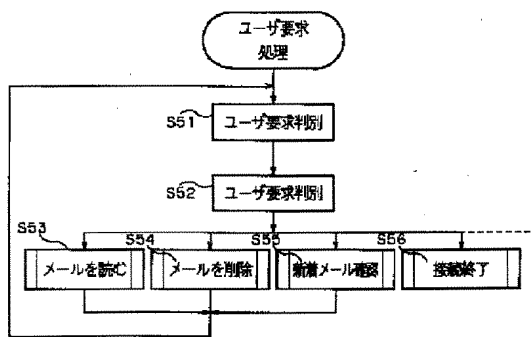 ユーザ要求
処理
S51
ユーザ要求判別
S52
ユーザ要求判別
S53
S54
S55
S56
メールを読む
メールを削除
新着メール確認
接続終了